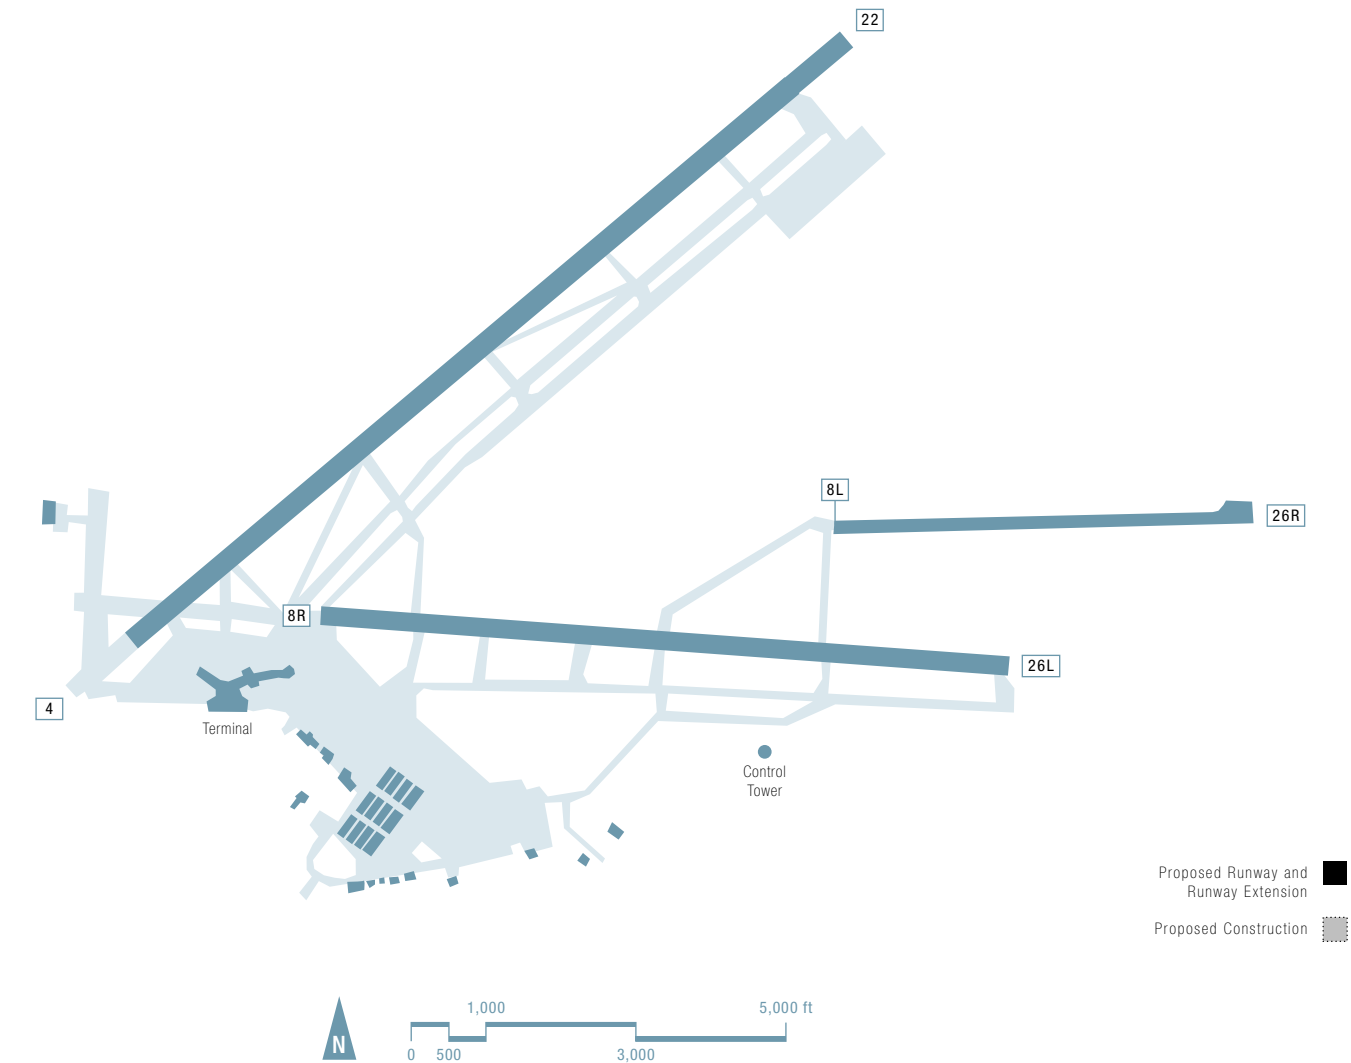 22
8L
26R
8R
26L
4
Terminal
Control
Tower
Proposed Runway and
Runway Extension
Proposed Construction
1,000
5,000 ft
N
0
500
3,000